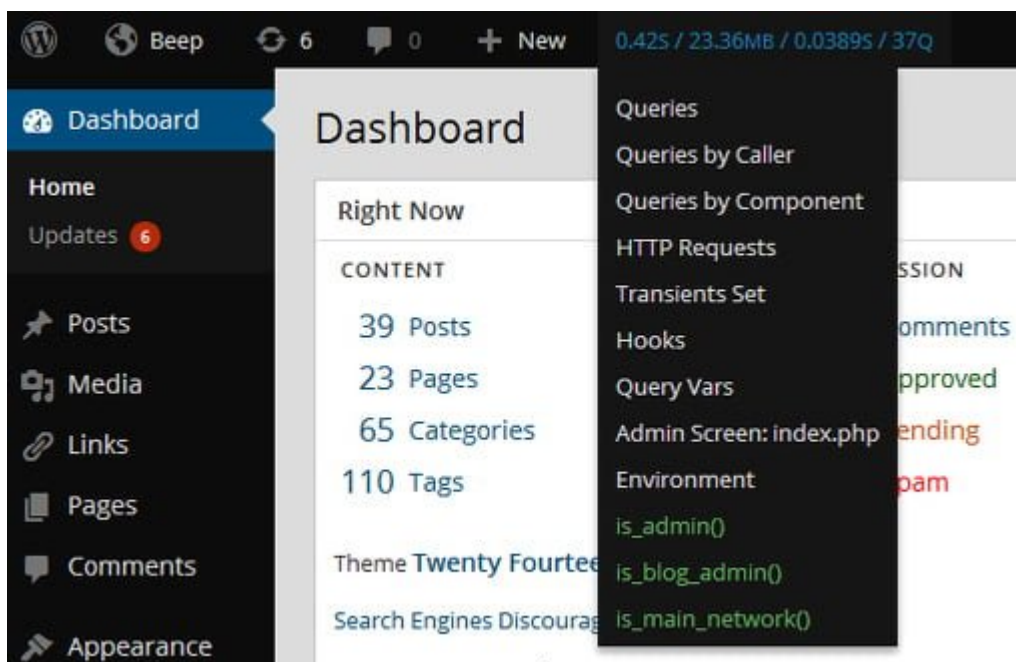 Beep 6 0 + New 0.42S / 23.36MB / 0.0389S / 37Q
Dashboard
Home
Updates 6
Posts
Media
Links
Pages
Comments
Appearance
Dashboard
Right Now
CONTENT
39 Posts
23 Pages
65 Categories
110 Tags
Theme Twenty Fourtee
Search Engines Discourag
Queries
Queries by Caller
Queries by Component
HTTP Requests
Transients Set
Hooks
Query Vars
Admin Screen: index.php
Environment
is_admin()
is_blog_admin()
is_main_network()
SSION
omments
pproved
ending
pam